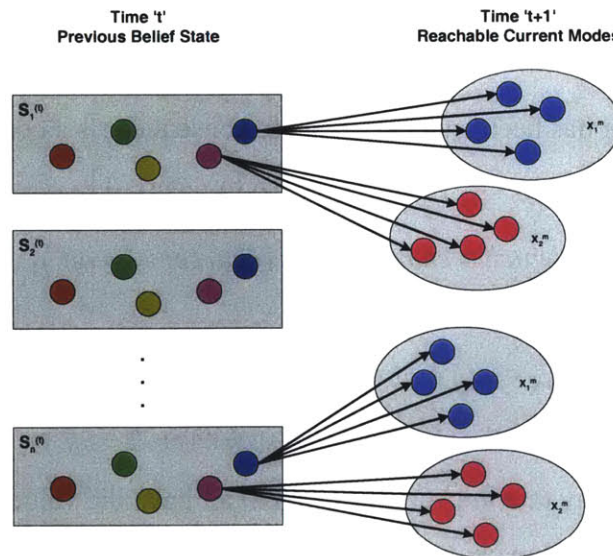 Time 't'
Previous Belief State
Time 't+1'
Reachable Current Modes
S₁⁽ᵗ⁾
x₁ᵐ
x₂ᵐ
S₂⁽ᵗ⁾
. . .
x₁ᵐ
Sₙ⁽ᵗ⁾
x₂ᵐ